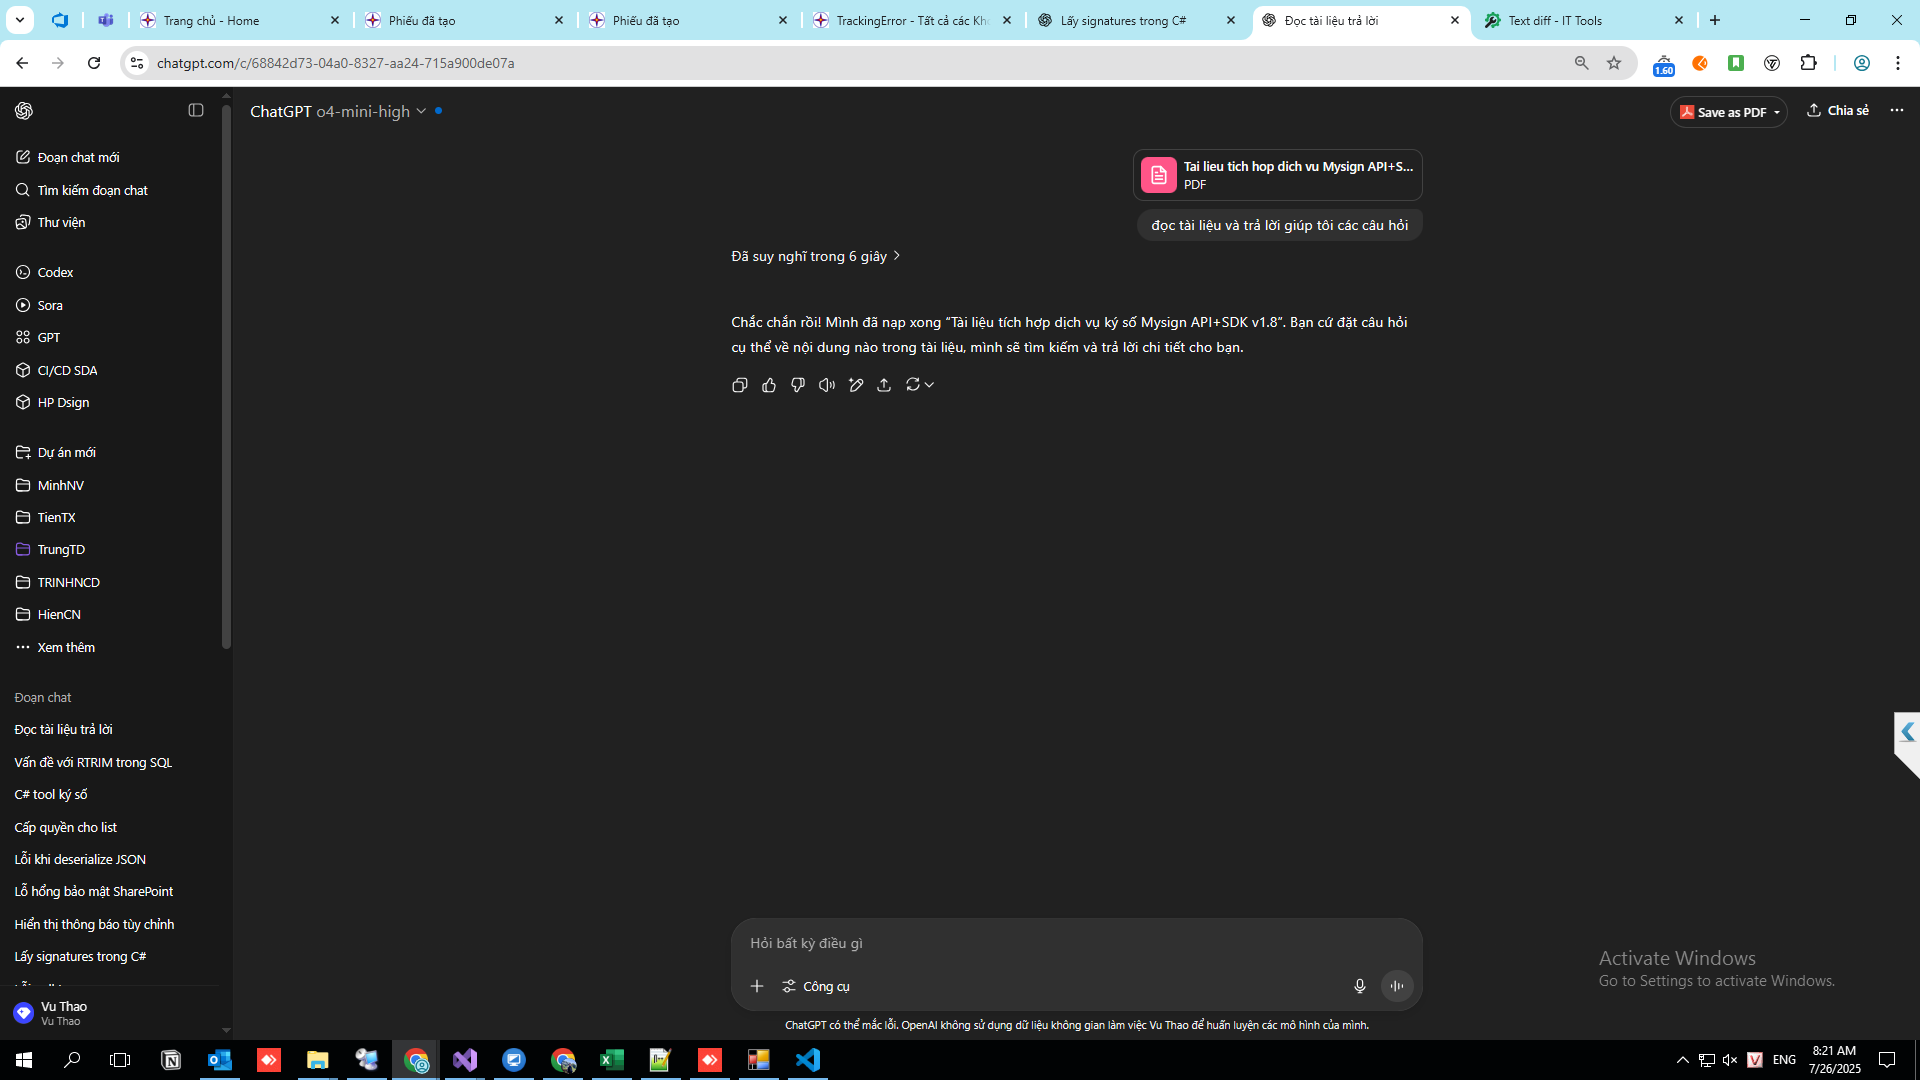 Trang chủ - Home
Phiếu đã tạo
Phiếu đã tạo
TrackingError - Tất cả các Kh
Lấy signatures trong C#
Đọc tài liệu trả lời
Text diff - IT Tools
chatgpt.com/c/68842d73-04a0-8327-aa24-715a900de07a
1.60
ChatGPT o4-mini-high
Save as PDF
Chia sẻ
Đoạn chat mới
Tìm kiếm đoạn chat
Thư viện
Codex
Sora
GPT
CI/CD SDA
HP Dsign
Dự án mới
MinhNV
TienTX
TrungTD
TRINHNCD
HienCN
Xem thêm
Đoạn chat
Đọc tài liệu trả lời
Vấn đề với RTRIM trong SQL
C# tool ký số
Cấp quyền cho list
Lỗi khi deserialize JSON
Lỗ hổng bảo mật SharePoint
Hiển thị thông báo tùy chỉnh
Lấy signatures trong C#
Vu Thao
Vu Thao
Tai lieu tich hop dich vu Mysign API+S...
PDF
đọc tài liệu và trả lời giúp tôi các câu hỏi
Đã suy nghĩ trong 6 giây
Chắc chắn rồi! Mình đã nạp xong “Tài liệu tích hợp dịch vụ ký số Mysign API+SDK v1.8”. Bạn cứ đặt câu hỏi
cụ thể về nội dung nào trong tài liệu, mình sẽ tìm kiếm và trả lời chi tiết cho bạn.
Hỏi bất kỳ điều gì
Công cụ
ChatGPT có thể mắc lỗi. OpenAI không sử dụng dữ liệu không gian làm việc Vu Thao để huấn luyện các mô hình của mình.
Activate Windows
Go to Settings to activate Windows.
ENG
8:21 AM
7/26/2025